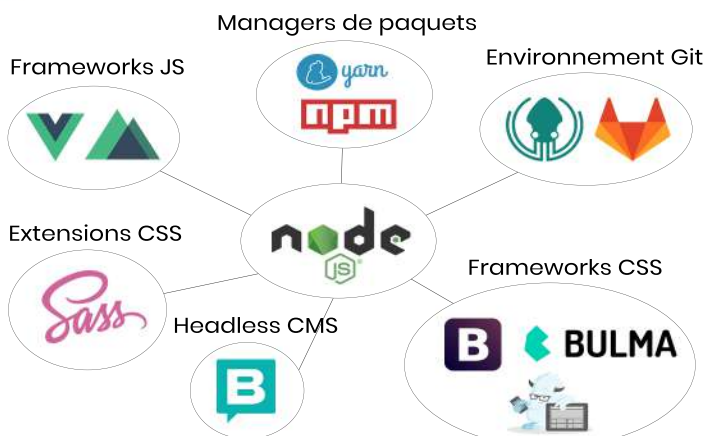 Managers de paquets
Frameworks JS
yarn
npm
Environnement Git
node
JS
Extensions CSS
Sass
Headless CMS
B
Frameworks CSS
B
BULMA